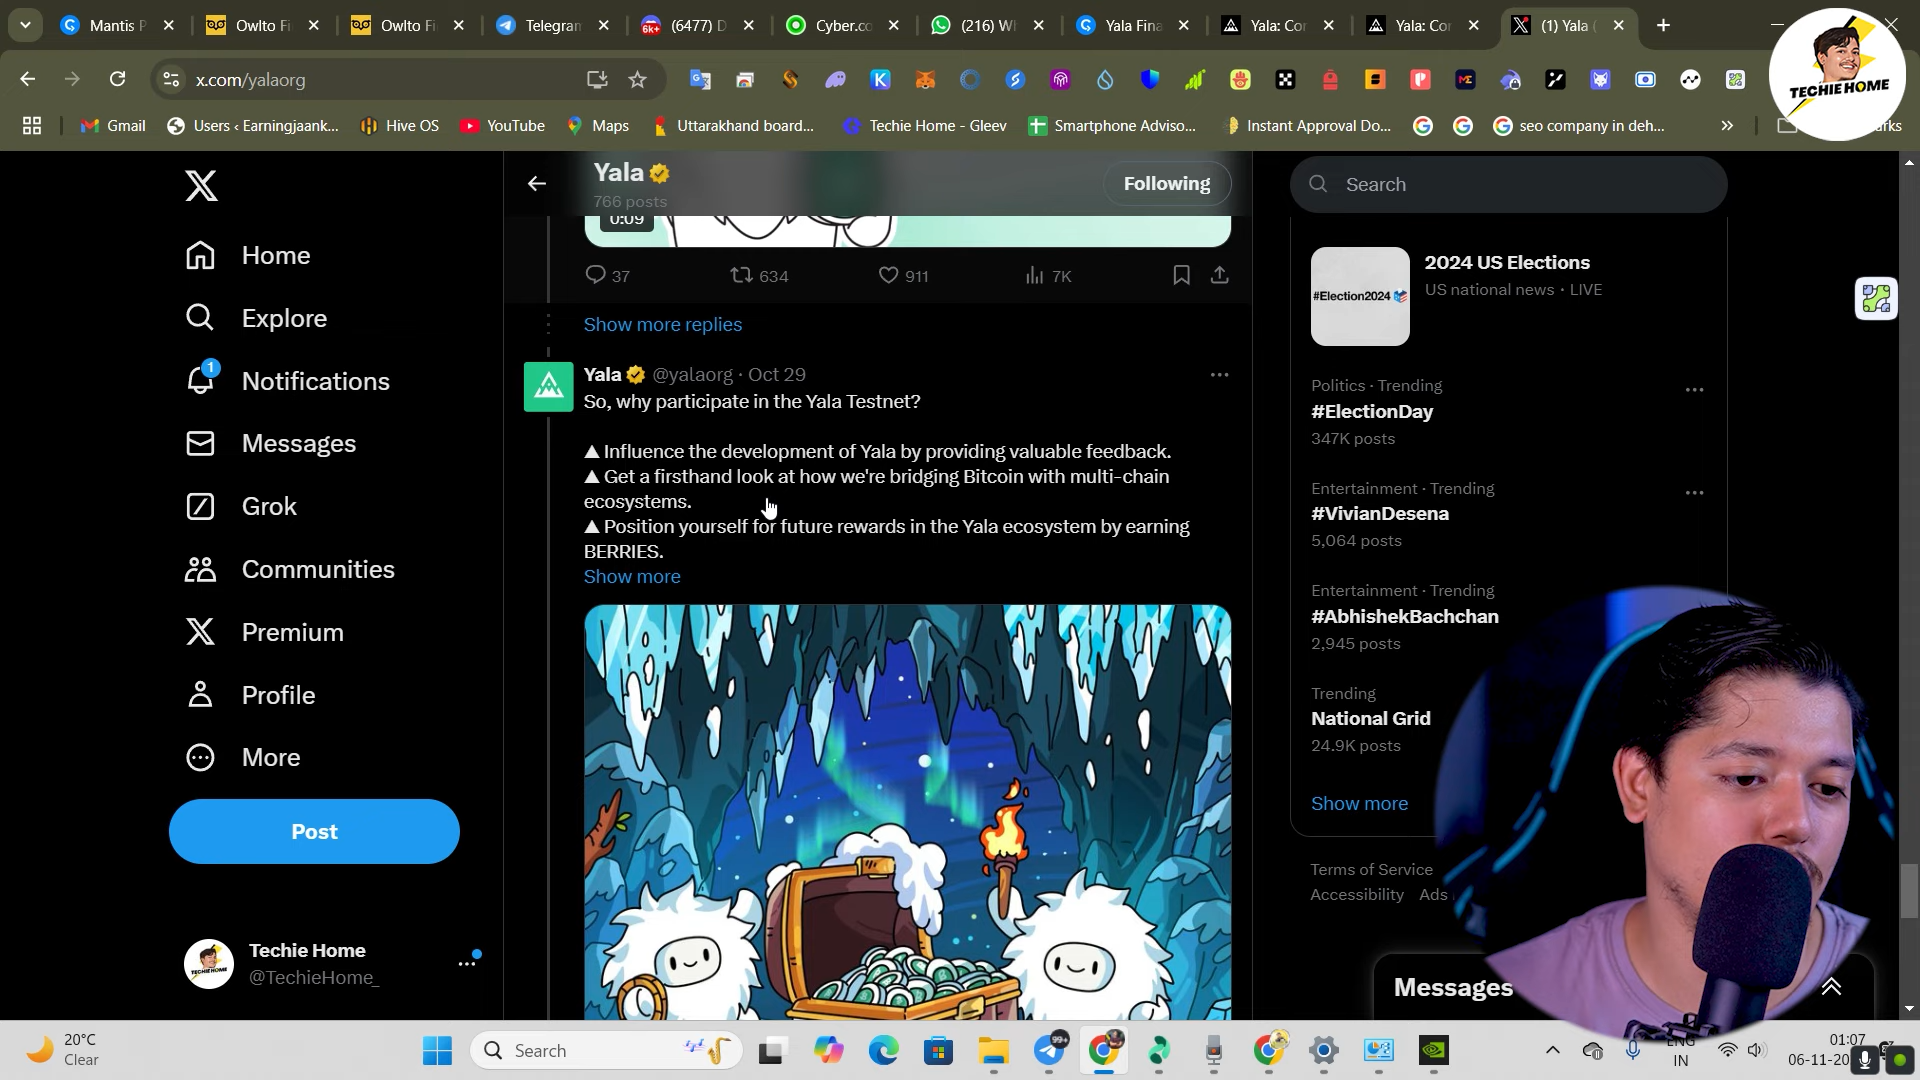 Mantis P
Owlto Fi
Owlto Fi
Telegram
(6477) D
Cyber.co
(216) W
Yala Fina
Yala: Cor
Yala: Cor
(1) Yala (
x.com/yalaorg
TECHIE HOME
Gmail
Users ‹ Earningjaank...
Hive OS
YouTube
Maps
Uttarakhand board...
Techie Home - Gleev
Smartphone Adviso...
Instant Approval Do...
seo company in deh...
Yala
766 posts
Following
Search
0:09
37
634
911
7K
Show more replies
Yala @yalaorg · Oct 29
So, why participate in the Yala Testnet?
▲ Influence the development of Yala by providing valuable feedback.
▲ Get a firsthand look at how we're bridging Bitcoin with multi-chain
ecosystems.
▲ Position yourself for future rewards in the Yala ecosystem by earning
BERRIES.
Show more
Home
Explore
1
Notifications
Messages
Grok
Communities
Premium
Profile
More
Post
Techie Home
@TechieHome_
#Election2024
2024 US Elections
US national news · LIVE
Politics · Trending
#ElectionDay
347K posts
Entertainment · Trending
#VivianDesena
5,064 posts
Entertainment · Trending
#AbhishekBachchan
2,945 posts
Trending
National Grid
24.9K posts
Show more
Terms of Service
Accessibility Ads
Messages
20°C
Clear
Search
99+
ENG
IN
01:07
06-11-20